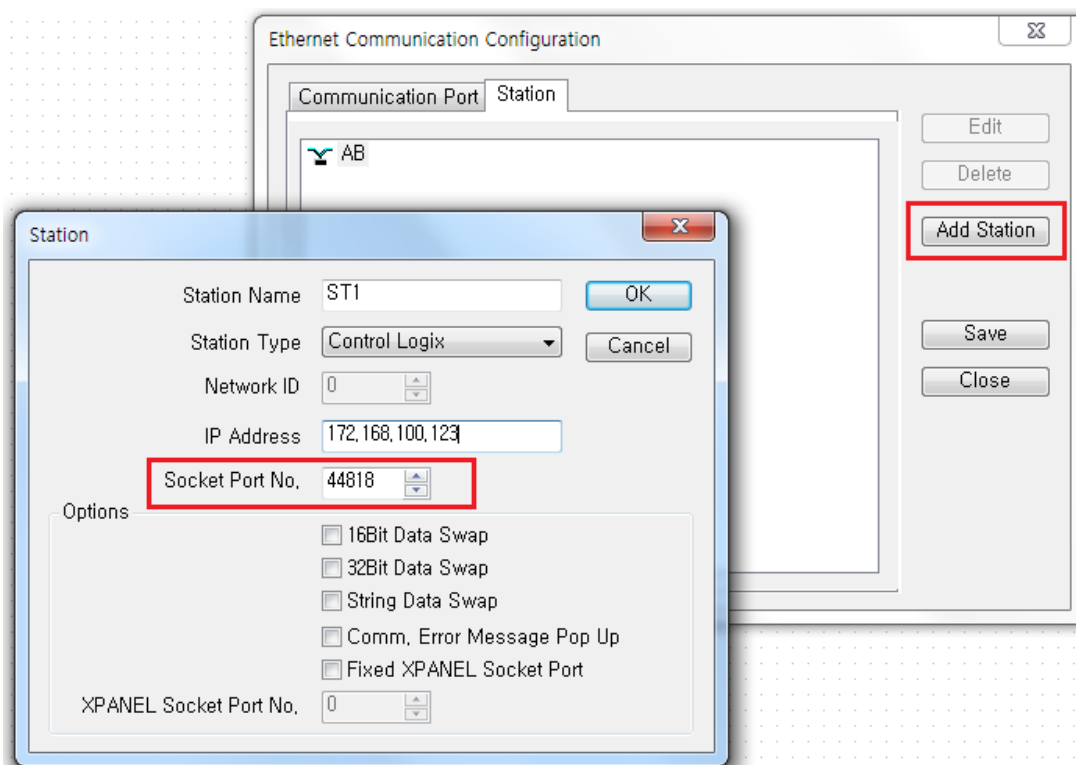 Ethernet Communication Configuration
Communication Port Station
AB
Edit
Delete
Add Station
Save
Close
Station
Station Name ST1 OK
Station Type Control Logix Cancel
Network ID 0
IP Address 172,168,100,123
Socket Port No, 44818
Options
16Bit Data Swap
32Bit Data Swap
String Data Swap
Comm, Error Message Pop Up
Fixed XPANEL Socket Port
XPANEL Socket Port No, 0